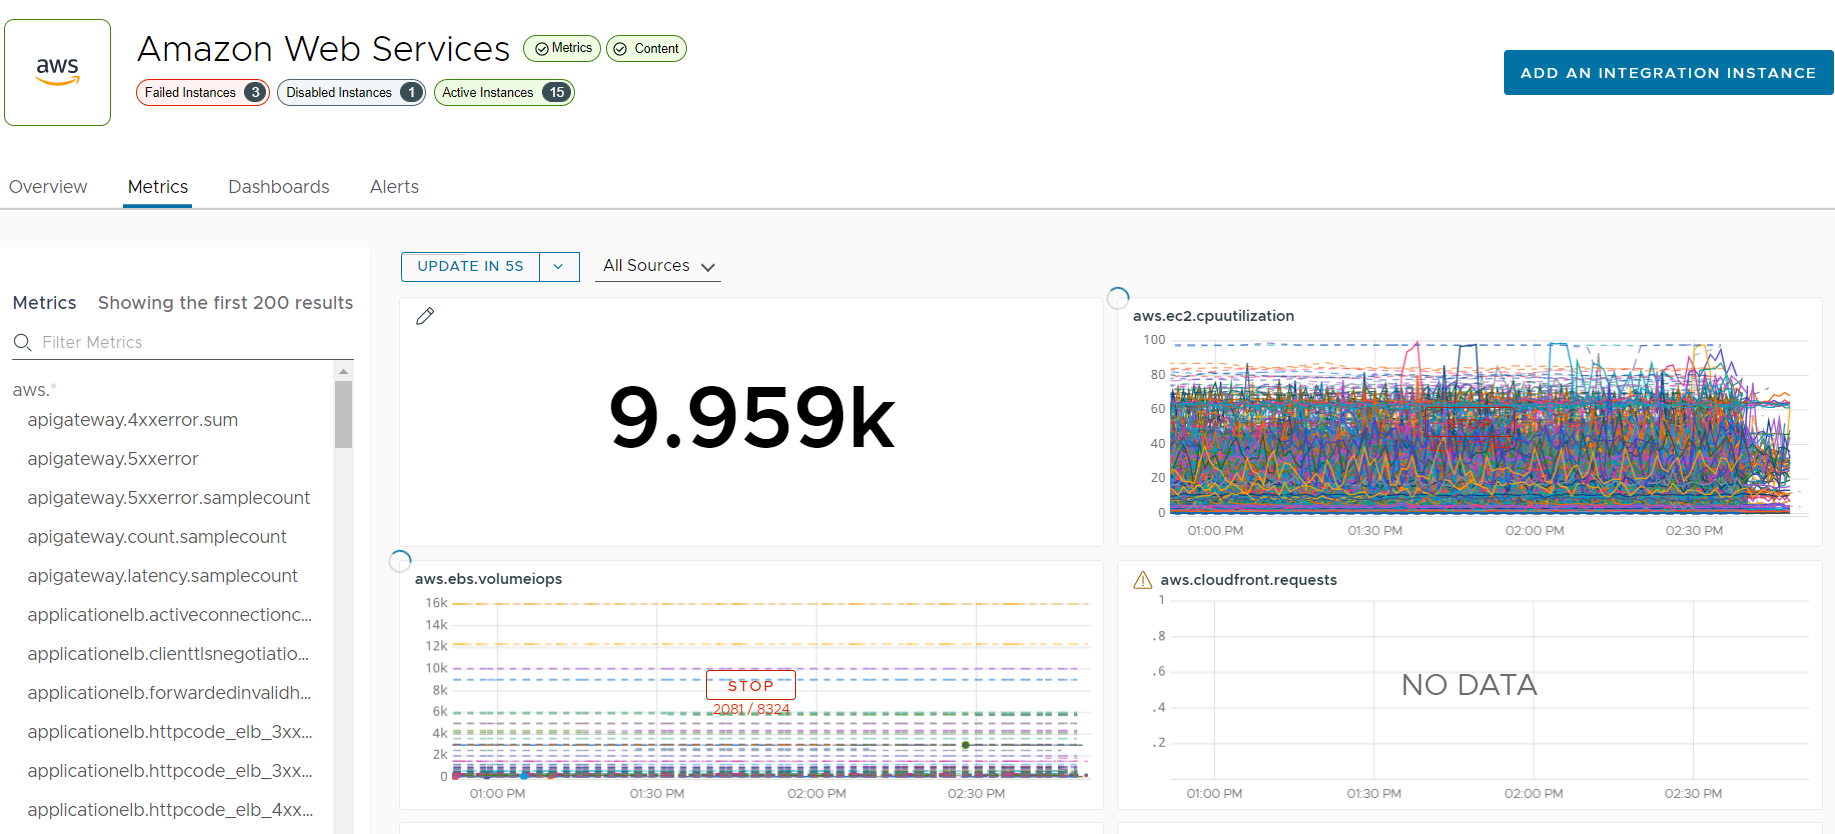 aws
Amazon Web Services
Metrics
Content
Failed Instances 3
Disabled Instances 1
Active Instances 15
ADD AN INTEGRATION INSTANCE
Overview
Metrics
Dashboards
Alerts
Metrics Showing the first 200 results
Filter Metrics
aws.*
apigateway.4xxerror.sum
apigateway.5xxerror
apigateway.5xxerror.samplecount
apigateway.count.samplecount
apigateway.latency.samplecount
applicationelb.activeconnectionc...
applicationelb.clienttlsnegotiatio...
applicationelb.forwardedinvalidh...
applicationelb.httpcode_elb_3xx...
applicationelb.httpcode_elb_3xx...
applicationelb.httpcode_elb_4xx...
UPDATE IN 5S
All Sources
9.959k
aws.ec2.cpuutilization
100
80
60
40
20
0
01:00 PM 01:30 PM 02:00 PM 02:30 PM
aws.ebs.volumeiops
16k
14k
12k
10k
8k
6k
4k
2k
0
STOP
2081 / 8324
01:00 PM 01:30 PM 02:00 PM 02:30 PM
aws.cloudfront.requests
1
.8
.6
.4
.2
NO DATA
01:00 PM 01:30 PM 02:00 PM 02:30 PM